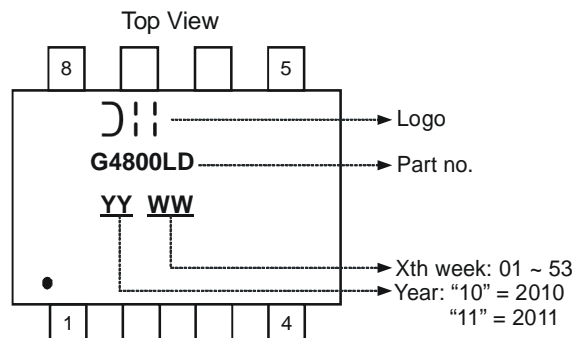 Top View
8
5
Logo
G4800LD
Part no.
YY WW
Xth week: 01 ~ 53
Year: “10” = 2010
“11” = 2011
1
4